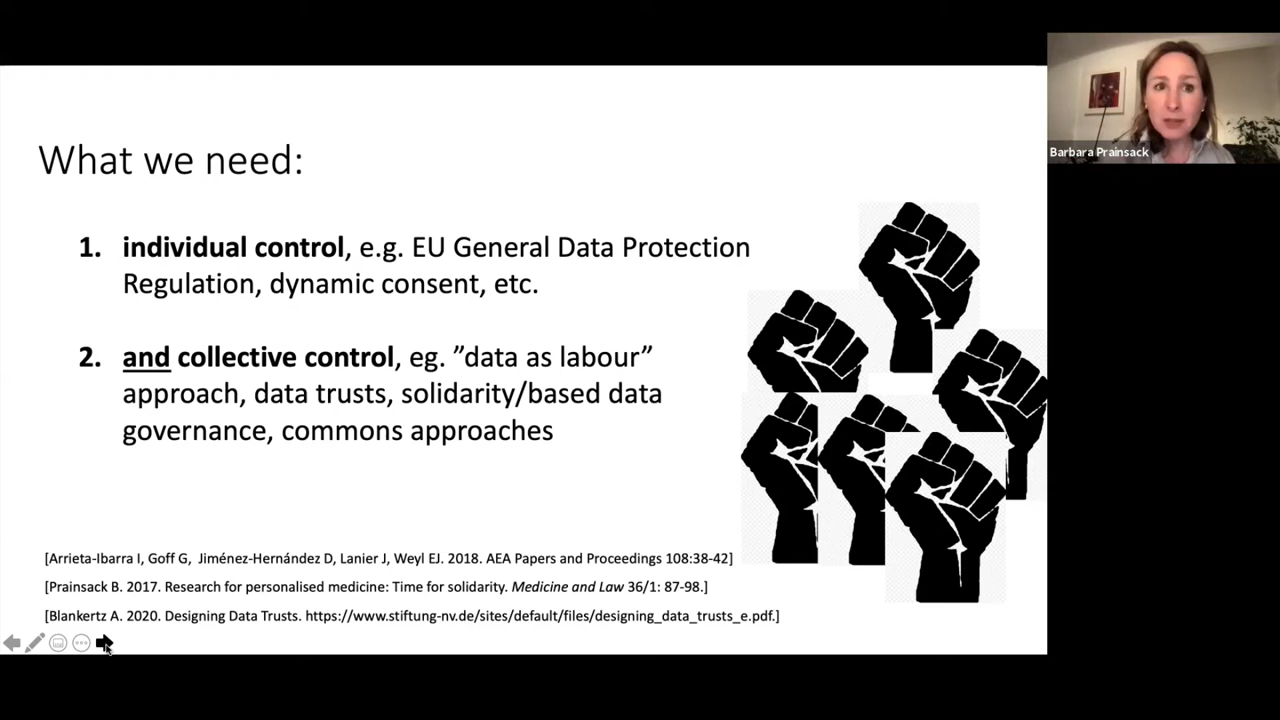 What we need:
1. individual control, e.g. EU General Data Protection
Regulation, dynamic consent, etc.
2. and collective control, eg. ”data as labour”
approach, data trusts, solidarity/based data
governance, commons approaches
[Arrieta-Ibarra I, Goff G, Jiménez-Hernández D, Lanier J, Weyl EJ. 2018. AEA Papers and Proceedings 108:38-42]
[Prainsack B. 2017. Research for personalised medicine: Time for solidarity. Medicine and Law 36/1: 87-98.]
[Blankertz A. 2020. Designing Data Trusts. https://www.stiftung-nv.de/sites/default/files/designing_data_trusts_e.pdf.]
Barbara Prainsack